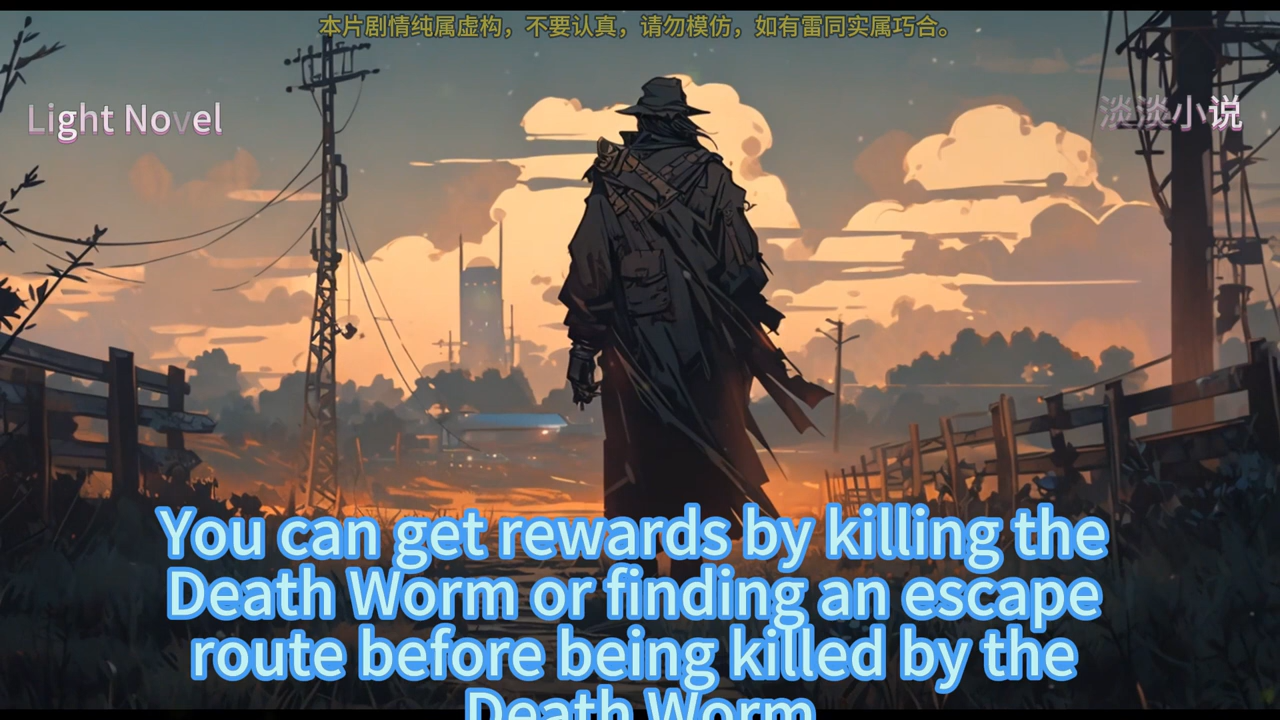 本片剧情纯属虚构，不要认真，请勿模仿，如有雷同实属巧合。
Light Novel
淡淡小说
You can get rewards by killing the
Death Worm or finding an escape
route before being killed by the
Death Worm